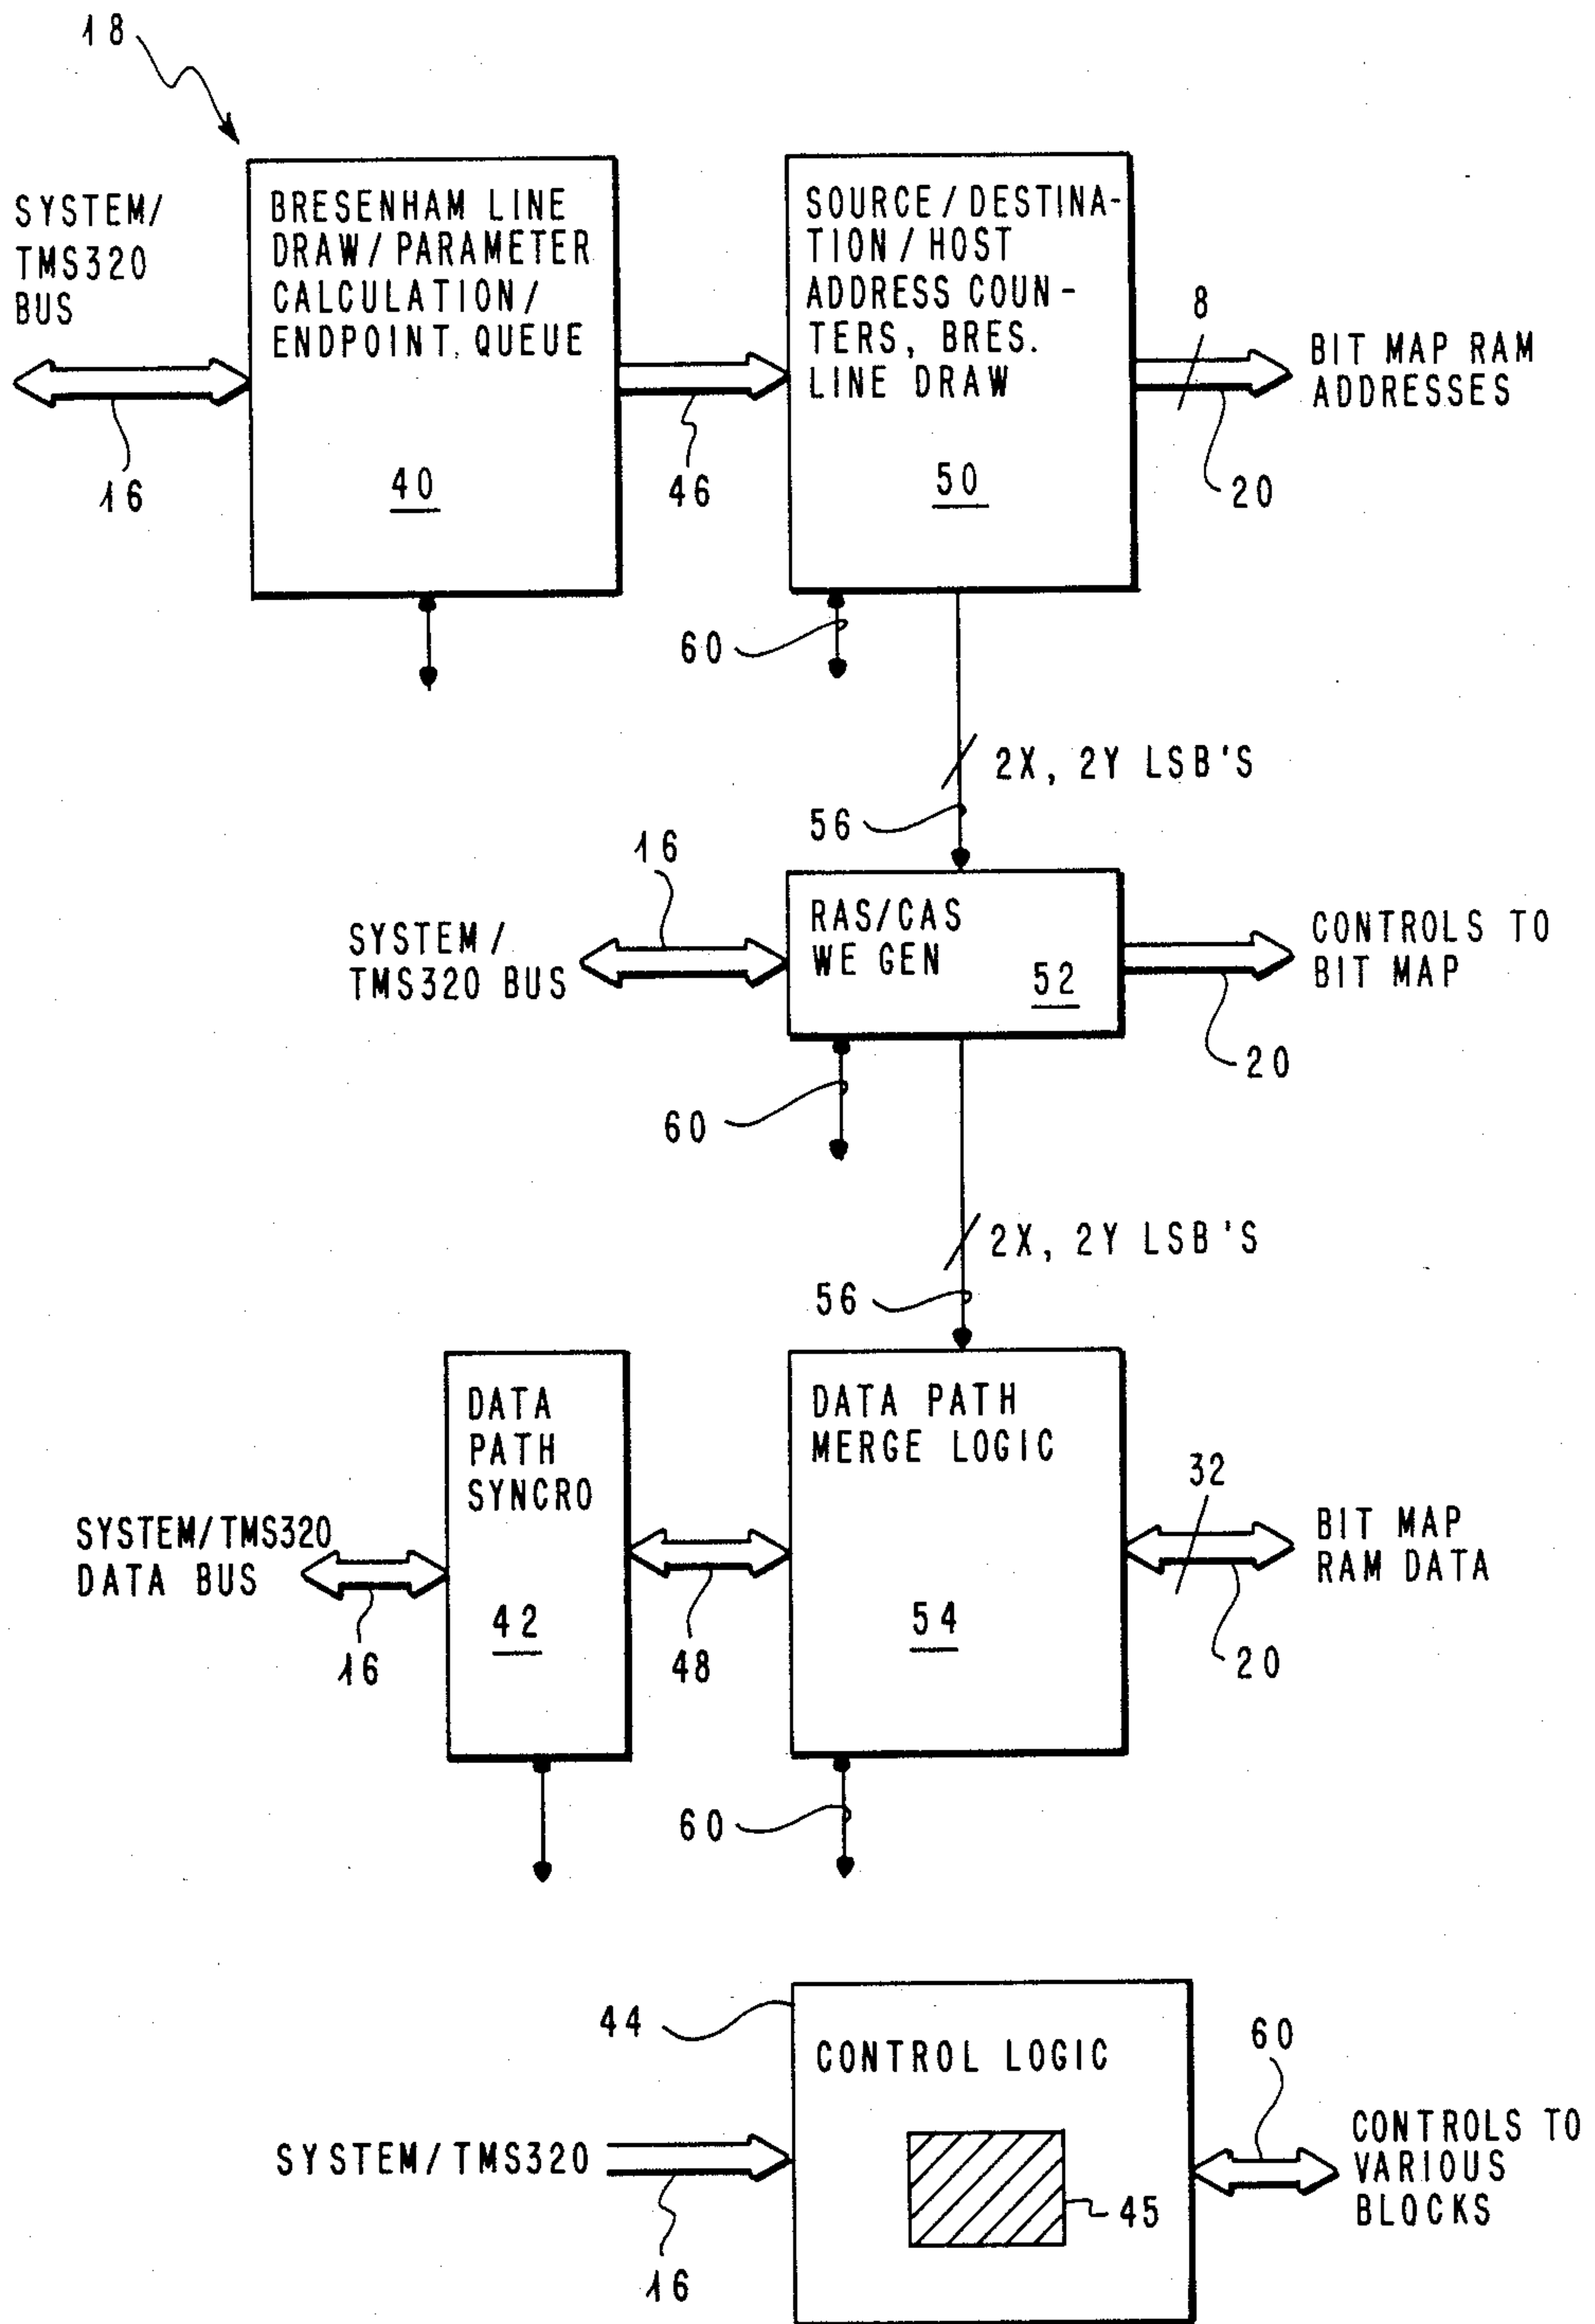 18
SYSTEM/
TMS320
BUS
BRESENHAM LINE
DRAW/PARAMETER
CALCULATION/
ENDPOINT QUEUE
40
SOURCE/DESTINA-
TION/HOST
ADDRESS COUN-
TERS, BRES.
LINE DRAW
50
8
BIT MAP RAM
ADDRESSES
16
46
20
60
2X, 2Y LSB'S
56
16
SYSTEM/
TMS320 BUS
RAS/CAS
WE GEN
52
CONTROLS TO
BIT MAP
20
60
2X, 2Y LSB'S
56
DATA
PATH
SYNCRO
42
DATA PATH
MERGE LOGIC
54
32
SYSTEM/TMS320
DATA BUS
BIT MAP
RAM DATA
16
48
20
60
44
CONTROL LOGIC
60
SYSTEM/TMS320
CONTROLS TO
VARIOUS
BLOCKS
45
16